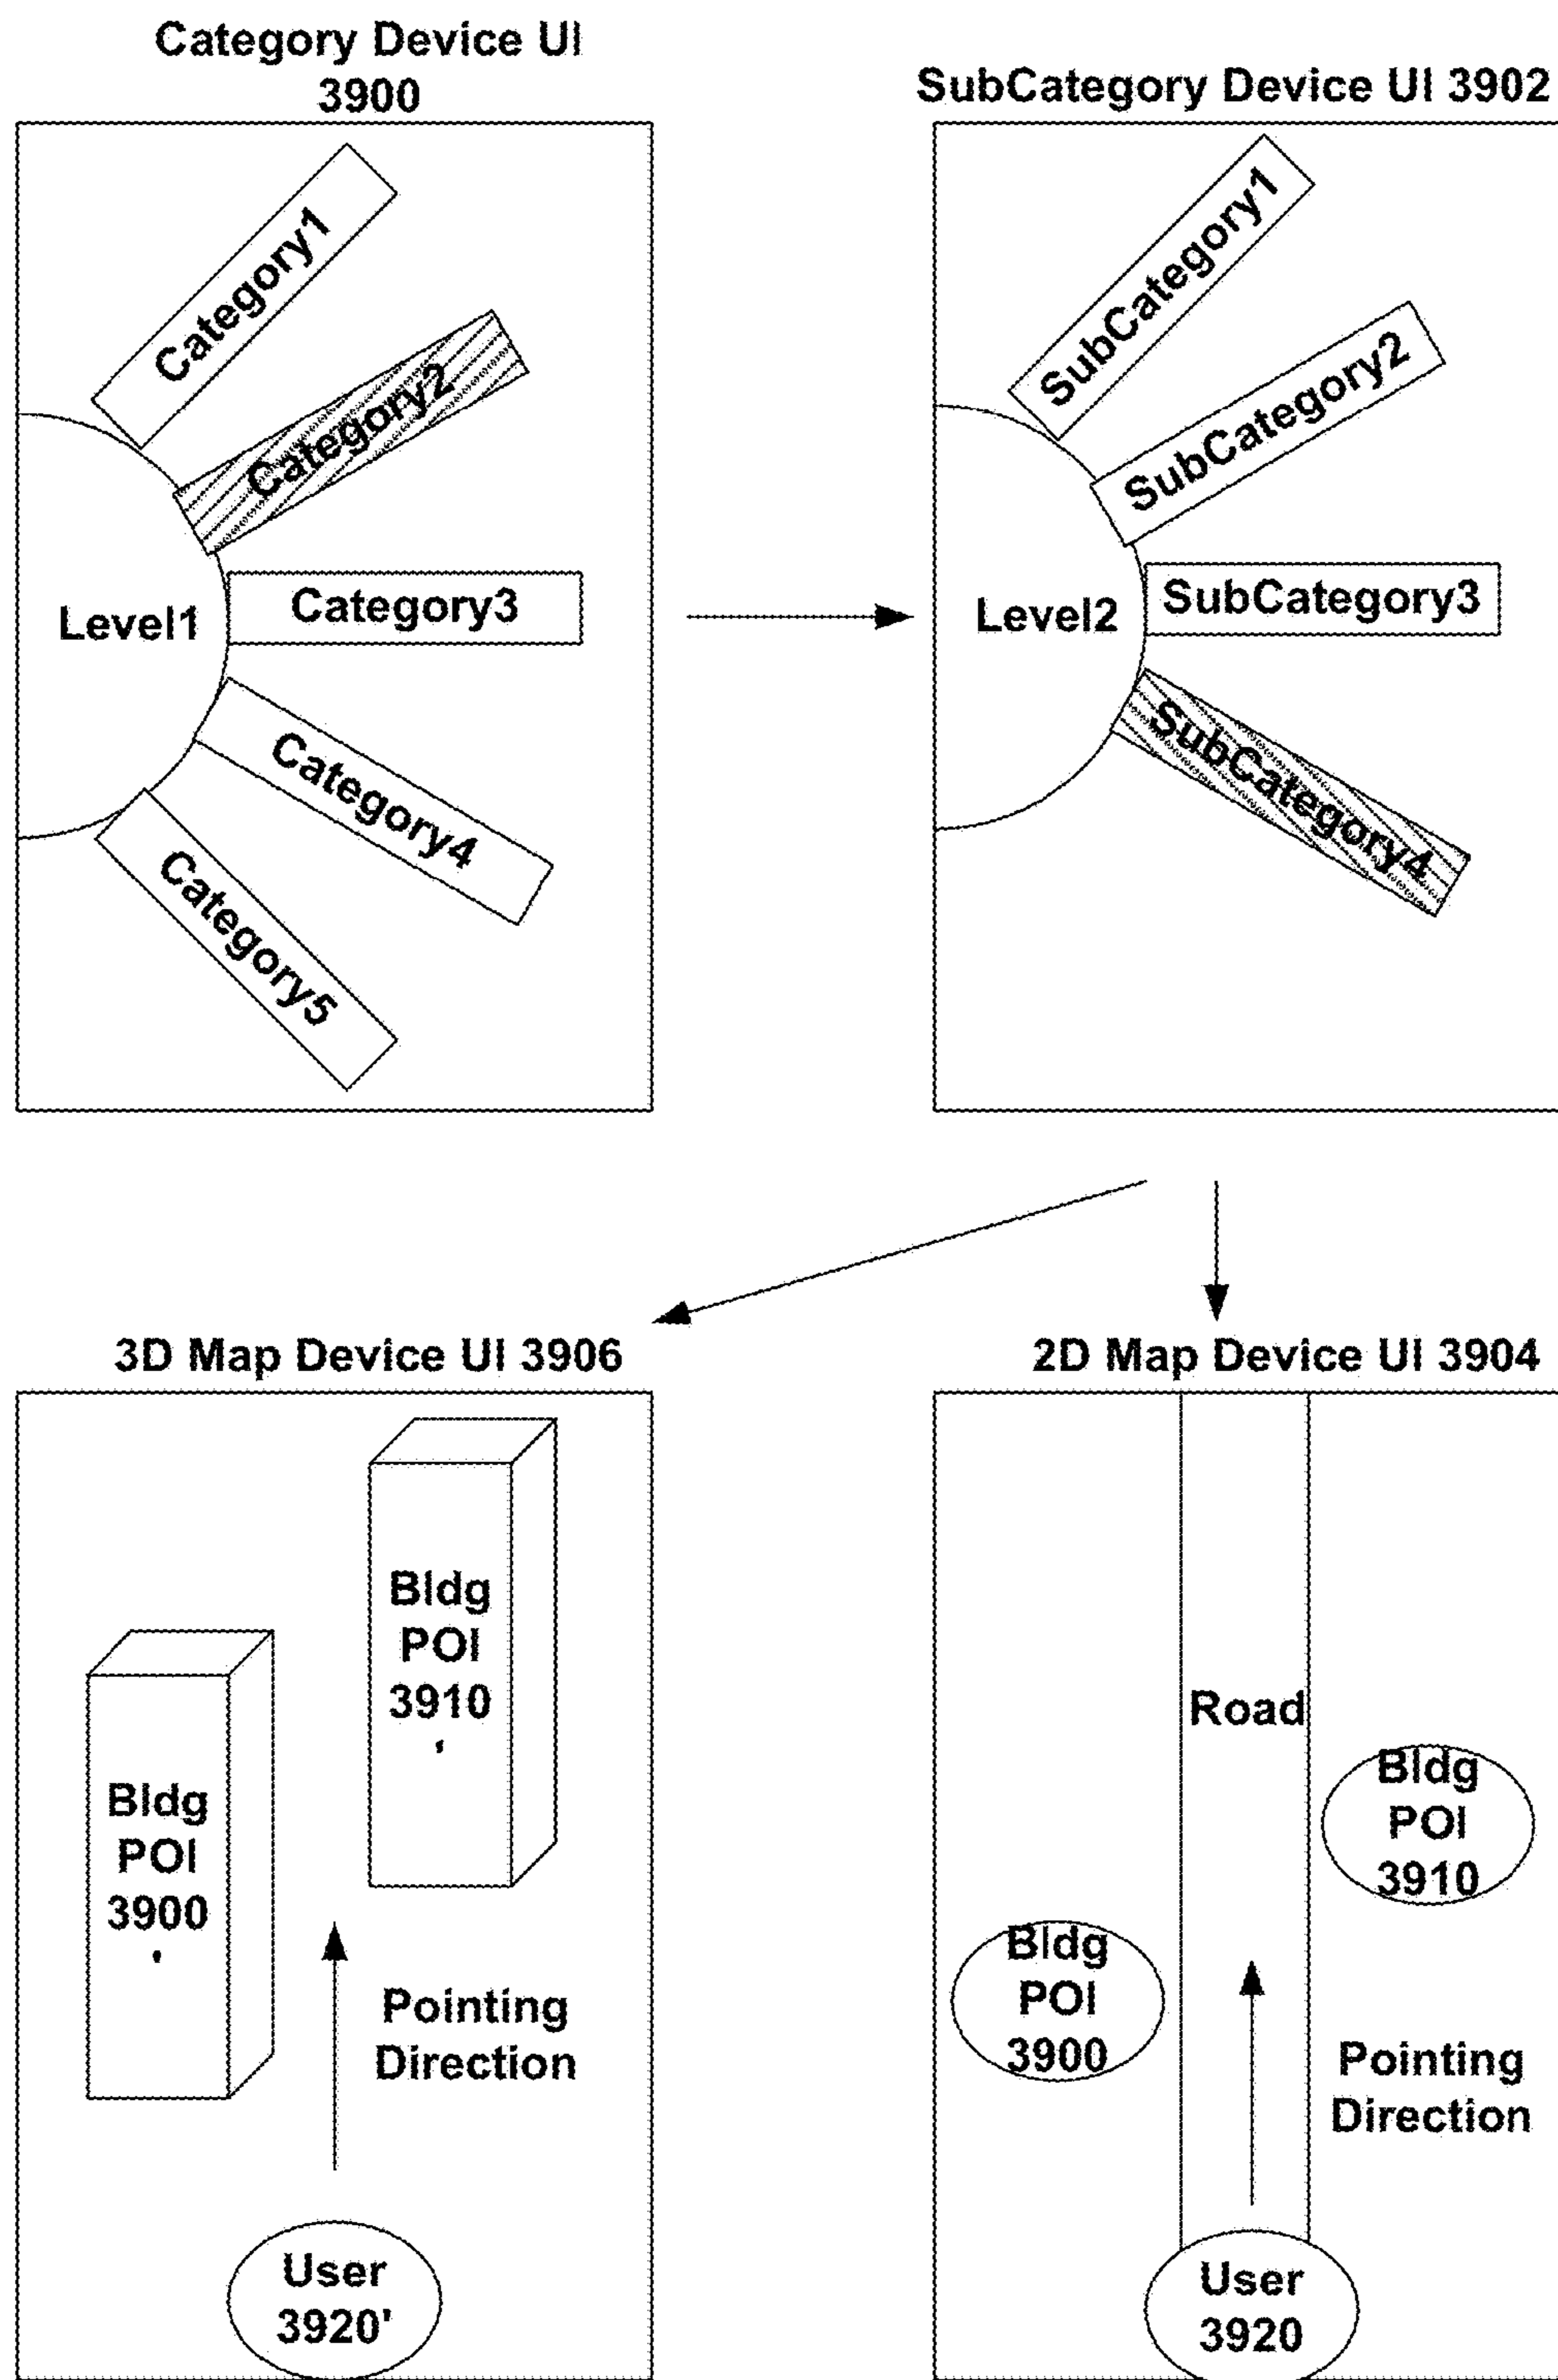 Category Device UI
3900
Category1
Category2
Level1
Category3
Category4
Category5
SubCategory Device UI 3902
SubCategory1
SubCategory2
Level2
SubCategory3
SubCategory4
3D Map Device UI 3906
Bldg
POI
3910
'
Bldg
POI
3900
'
Pointing
Direction
User
3920'
2D Map Device UI 3904
Road
Bldg
POI
3910
Bldg
POI
3900
Pointing
Direction
User
3920